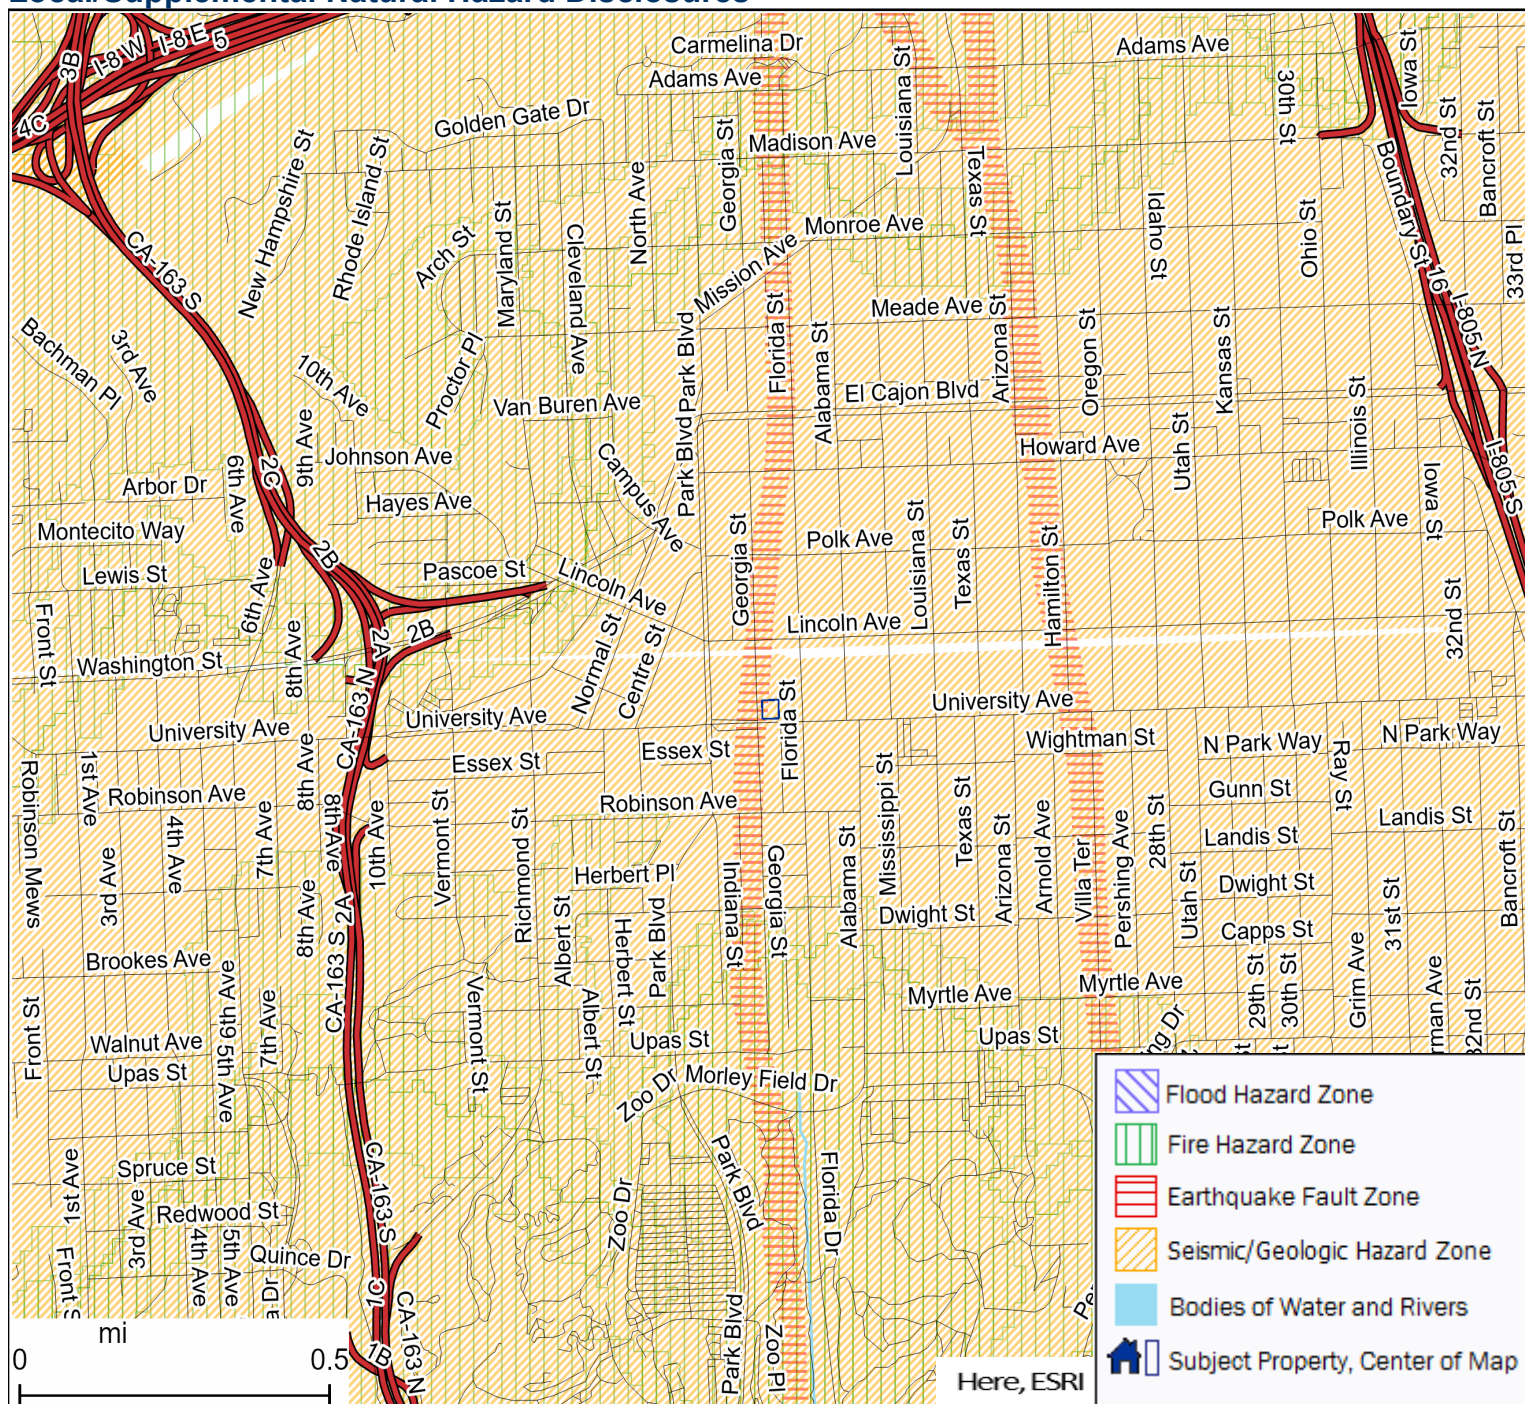 Carmelina Dr
Adams Ave
Adams Ave
I-8 W
I-8 E
5
3B
4C
Golden Gate Dr
Madison Ave
Louisiana St
30th St
Iowa St
32nd St
Bancroft St
Boundary St
New Hampshire St
Rhode Island St
Georgia St
North Ave
Texas St
Idaho St
Ohio St
33rd Pl
CA-163 S
Arch St
Maryland St
Cleveland Ave
Mission Ave
Monroe Ave
16
I-805 N
Bachman Pl
3rd Ave
10th Ave
Proctor Pl
Park Blvd
Florida St
Alabama St
Meade Ave
Arizona St
Oregon St
Kansas St
Van Buren Ave
El Cajon Blvd
Illinois St
9th Ave
Johnson Ave
Park Blvd
Howard Ave
Utah St
I-805 S
Arbor Dr
6th Ave
2C
Hayes Ave
Campus Ave
Iowa St
Montecito Way
2B
Georgia St
Polk Ave
Louisiana St
Texas St
Hamilton St
Polk Ave
Lewis St
Pascoe St
Lincoln Ave
6th Ave
Front St
8th Ave
2A
2B
Normal St
Centre St
Lincoln Ave
32nd St
Washington St
CA-163 N
University Ave
University Ave
Florida St
University Ave
Essex St
Essex St
Wightman St
N Park Way
N Park Way
Robinson Mews
1st Ave
Robinson Ave
8th Ave
8th Ave
10th Ave
Vermont St
Richmond St
Robinson Ave
Mississippi St
Texas St
Gunn St
Ray St
Landis St
4th Ave
7th Ave
Arizona St
Arnold Ave
Villa Ter
Pershing Ave
28th St
Landis St
3rd Ave
8th Ave
2A
Herbert Pl
Indiana St
Georgia St
Alabama St
Dwight St
Utah St
Dwight St
31st St
Bancroft St
Albert St
Herbert St
Park Blvd
Capps St
Brookes Ave
CA-163 S
Vermont St
Myrtle Ave
Myrtle Ave
29th St
30th St
Grim Ave
rman Ave
32nd St
Front St
Walnut Ave
6th Ave
7th Ave
Albert St
Upas St
Upas St
ng Dr
st
st
Upas St
5th Ave
Zoo Dr
Morley Field Dr
Flood Hazard Zone
Fire Hazard Zone
1st Ave
Spruce St
CA-163 S
Zoo Dr
Park Blvd
Florida Dr
Earthquake Fault Zone
3rd Ave
Redwood St
4th Ave
5th Ave
Quince Dr
Seismic/Geologic Hazard Zone
Front S
a Dr
1C
CA-163 N
Park Blvd
Zoo Pl
Pe
Bodies of Water and Rivers
mi
0
0.5
1B
Here, ESRI
Subject Property, Center of Map